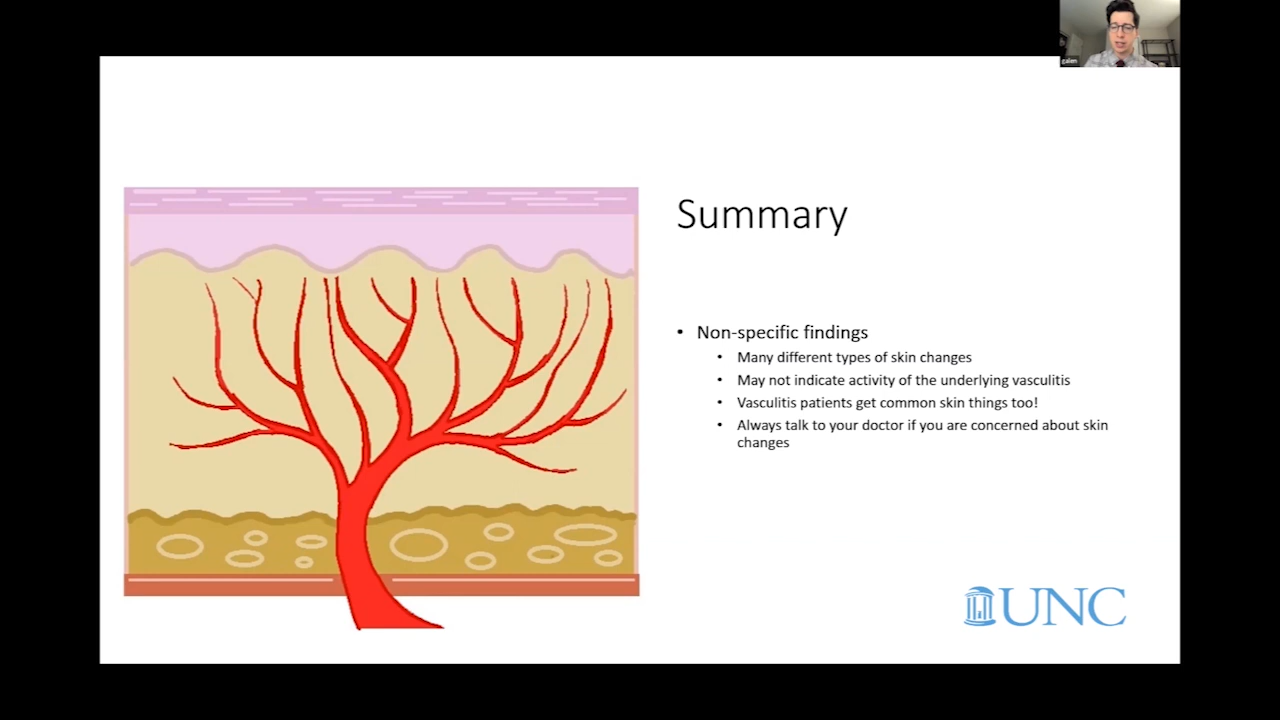 galen
Summary
• Non-specific findings
• Many different types of skin changes
• May not indicate activity of the underlying vasculitis
• Vasculitis patients get common skin things too!
• Always talk to your doctor if you are concerned about skin
changes
UNC